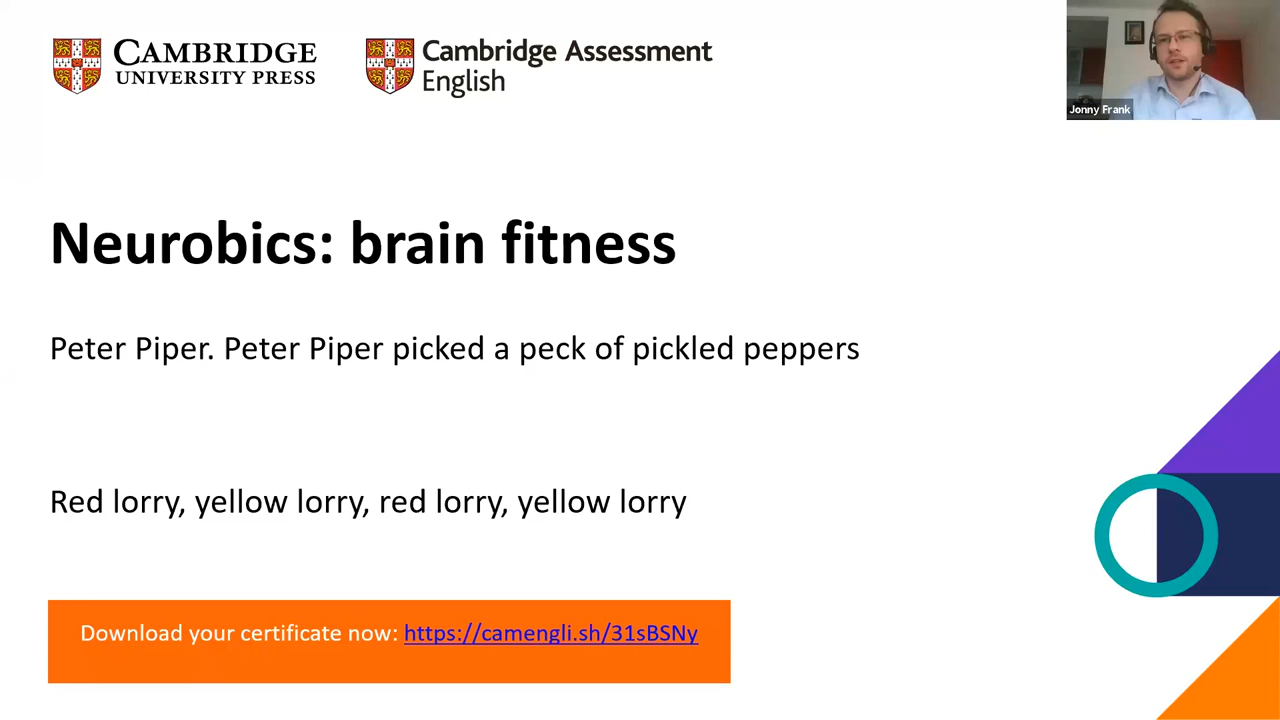 CAMBRIDGE
UNIVERSITY PRESS
Cambridge Assessment
English
Jonny Frank
Neurobics: brain fitness
Peter Piper. Peter Piper picked a peck of pickled peppers
Red lorry, yellow lorry, red lorry, yellow lorry
Download your certificate now: https://camengli.sh/31sBSNy